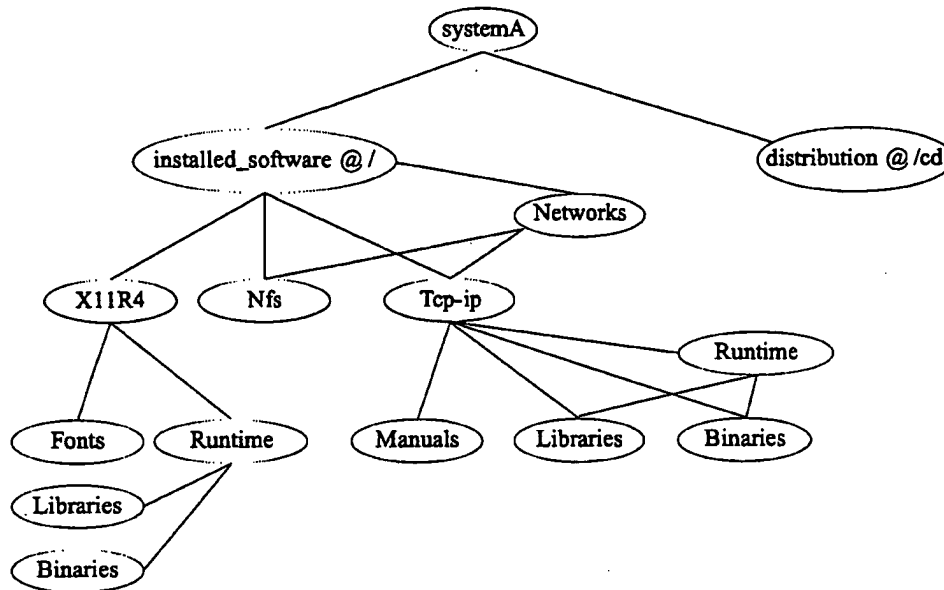 systemA
installed_software @ /
distribution @ /cd
Networks
X11R4
Nfs
Tcp-ip
Runtime
Fonts
Runtime
Manuals
Libraries
Binaries
Libraries
Binaries